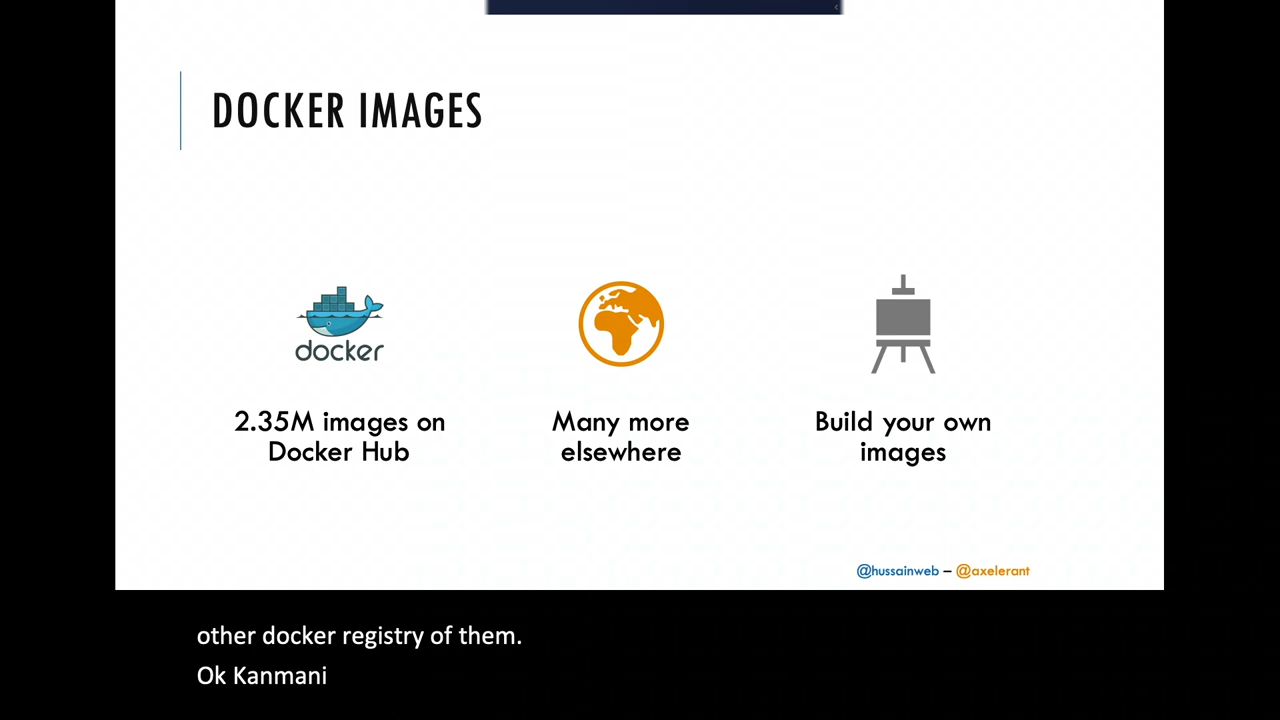 DOCKER IMAGES
docker
2.35M images on
Docker Hub
Many more
elsewhere
Build your own
images
@hussainweb – @axelerant
other docker registry of them.
Ok Kanmani